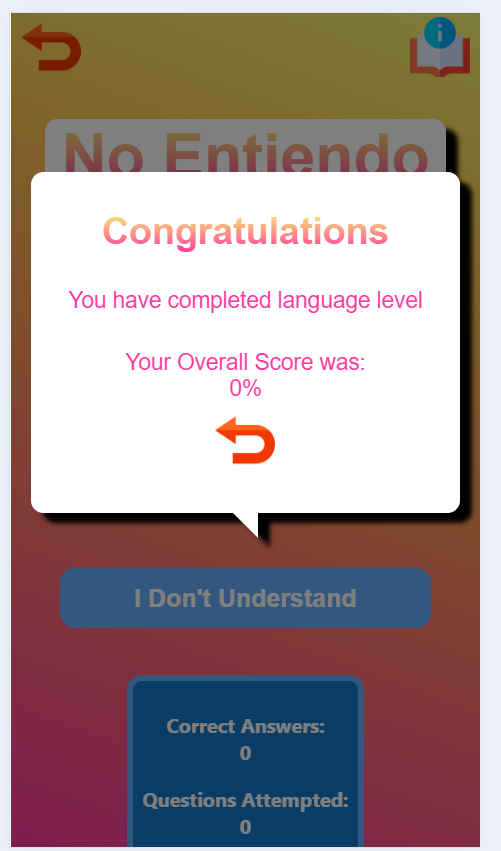 No Entiendo
Congratulations
You have completed language level
Your Overall Score was:
0%
I Don't Understand
Correct Answers:
0
Questions Attempted:
0